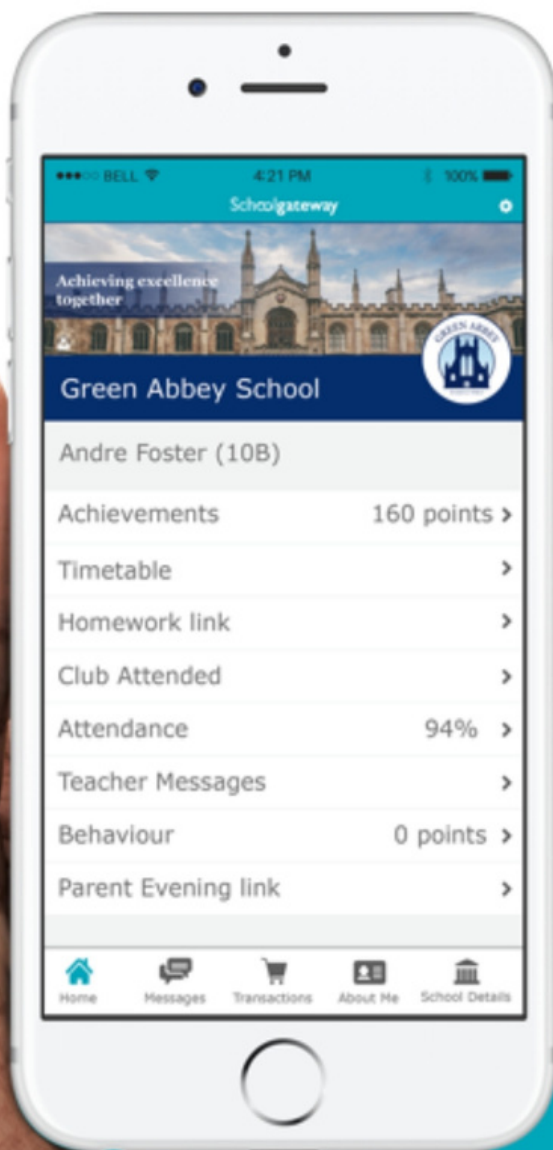 BELL 4:21 PM 100%
Schoolgateway
Achieving excellence
together
GREEN ABBEY
Green Abbey School
Andre Foster (10B)
Achievements 160 points >
Timetable >
Homework link >
Club Attended >
Attendance 94% >
Teacher Messages >
Behaviour 0 points >
Parent Evening link >
Home Messages Transactions About Me School Details